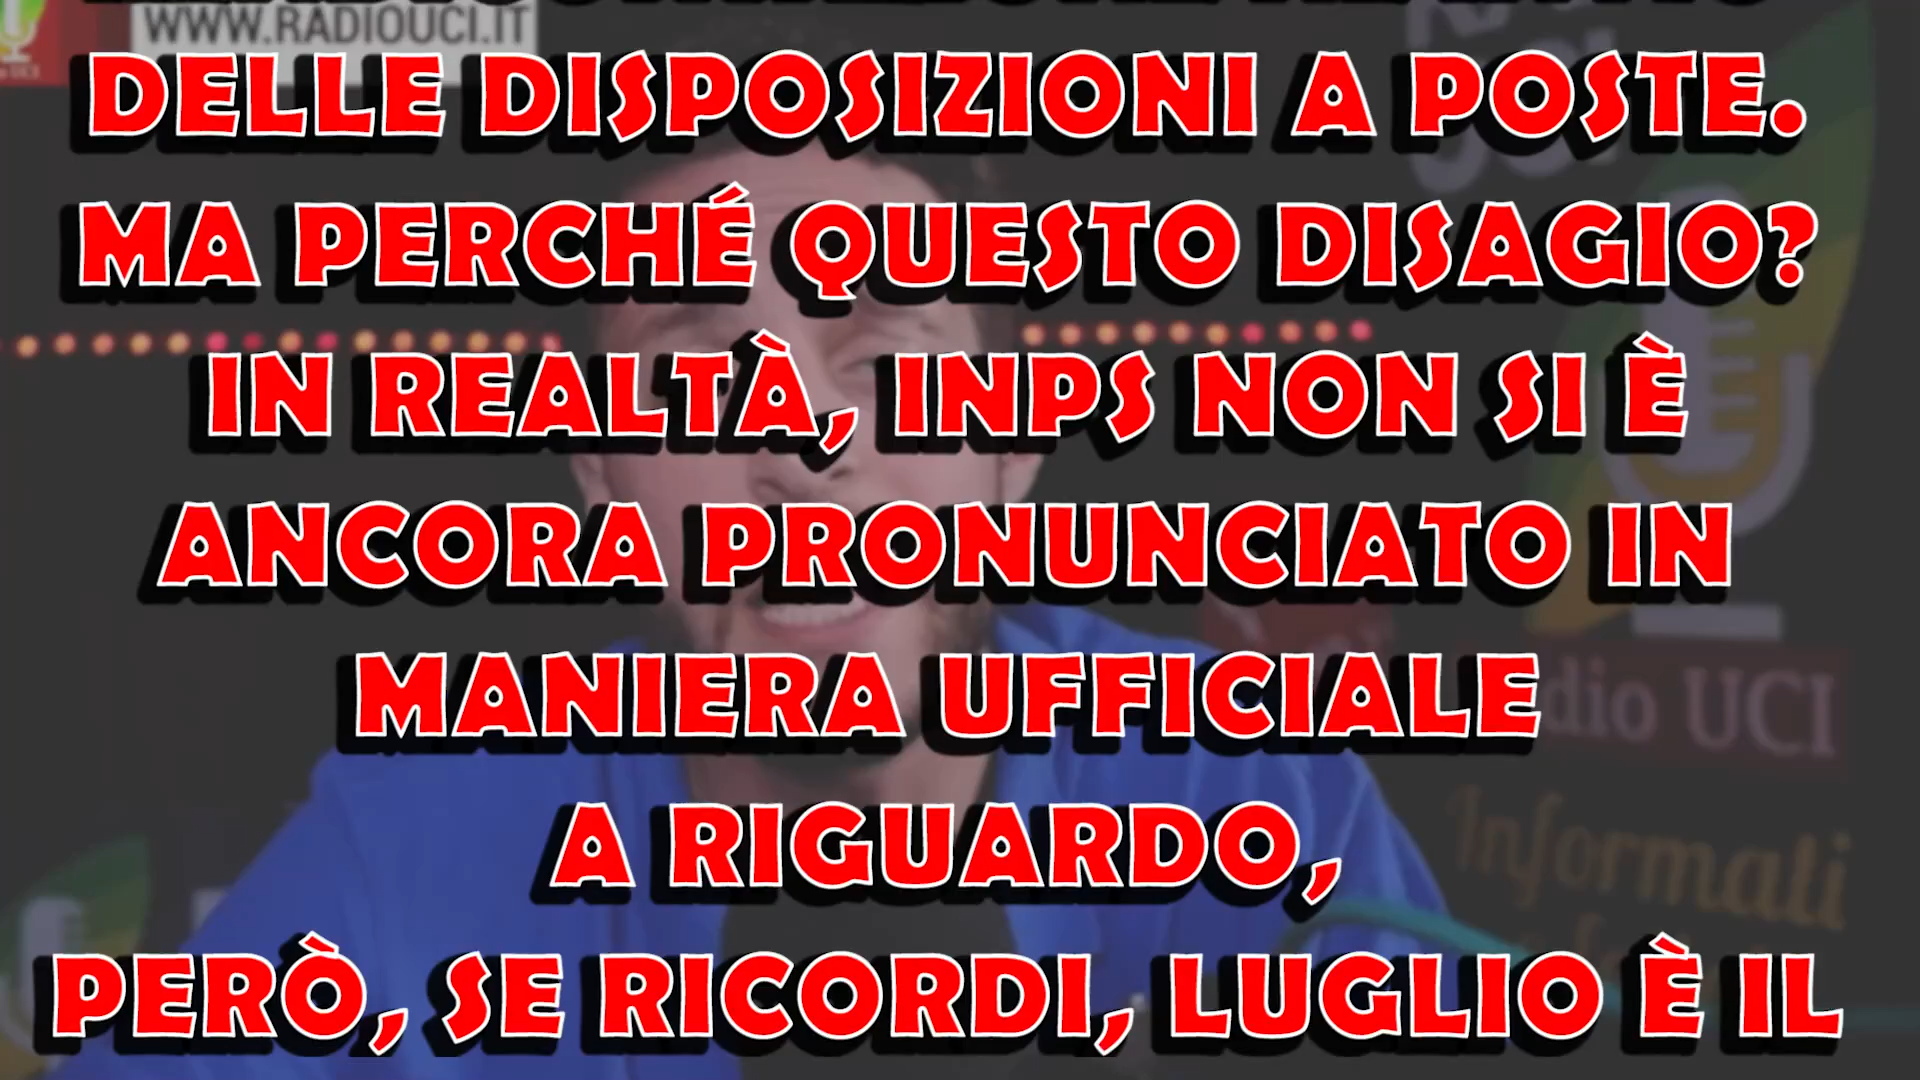 WWW.RADIOUCI.IT
DELLE DISPOSIZIONI A POSTE.
MA PERCHÉ QUESTO DISAGIO?
IN REALTÀ, INPS NON SI È
ANCORA PRONUNCIATO IN
MANIERA UFFICIALE
dio UCI
A RIGUARDO,
Informati
PERÒ, SE RICORDI, LUGLIO È IL